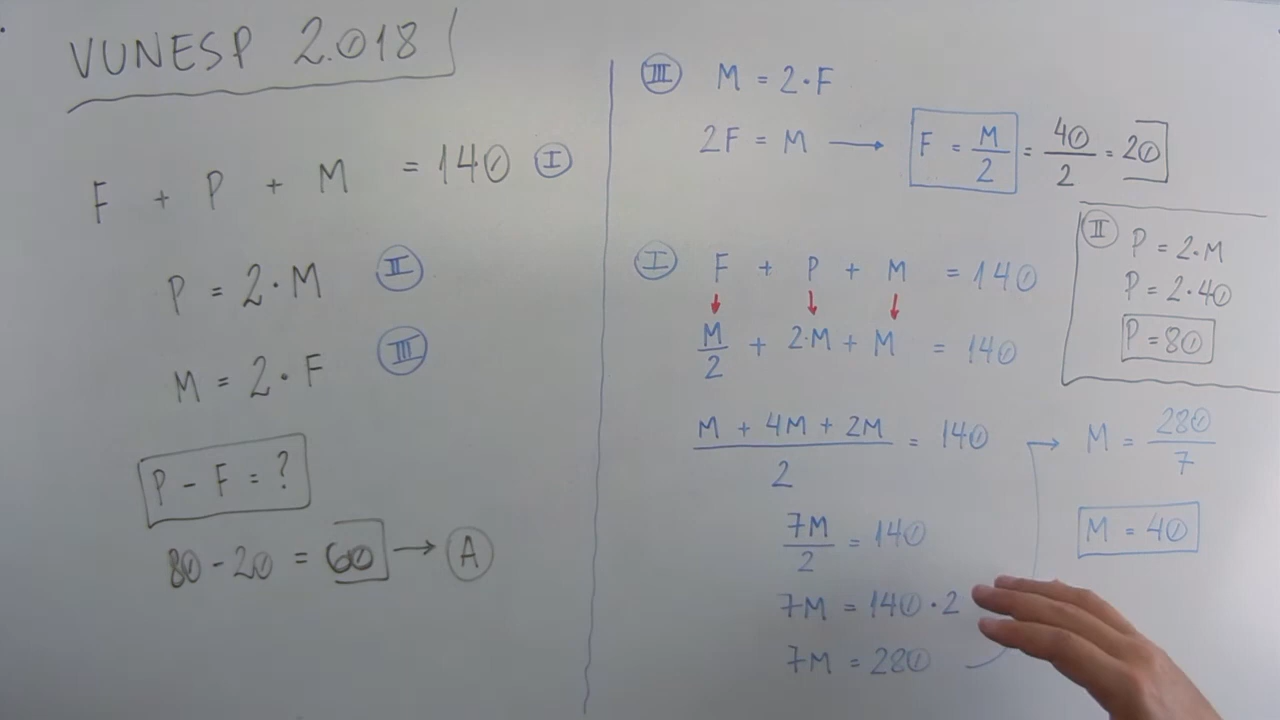 VUNESP 2.018
F + P + M = 140 I
P = 2·M II
M = 2·F III
P - F = ?
80 - 20 = 60 → A
III M = 2·F
2F = M → F = M/2 = 40/2 = 20
I F + P + M = 140
↓ ↓ ↓
M/2 + 2·M + M = 140
M + 4M + 2M / 2 = 140 → M = 280/7
7M/2 = 140
7M = 140·2
7M = 280
M = 40
II P = 2·M
P = 2·40
P = 80